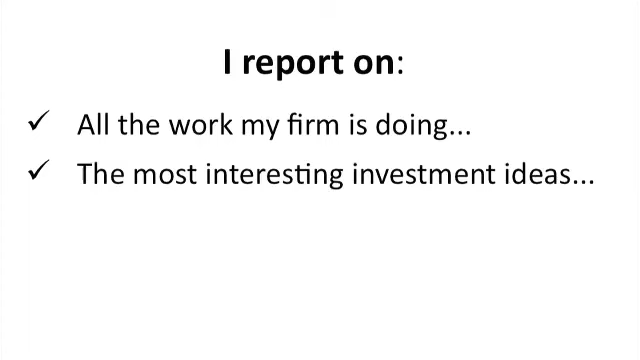 I report on:
✓ All the work my firm is doing...
✓ The most interesting investment ideas...